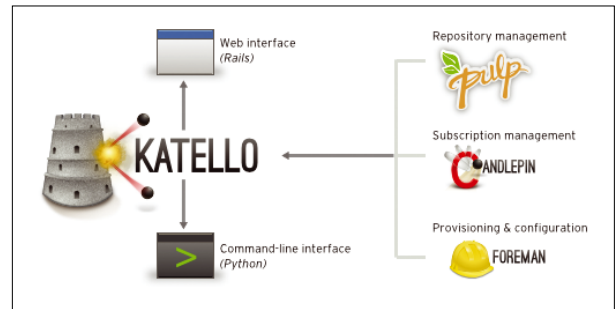 Web interface
(Rails)
KATELLO
Command-line interface
(Python)
Repository management
pulp
Subscription management
CANDLEPIN
Provisioning & configuration
FOREMAN